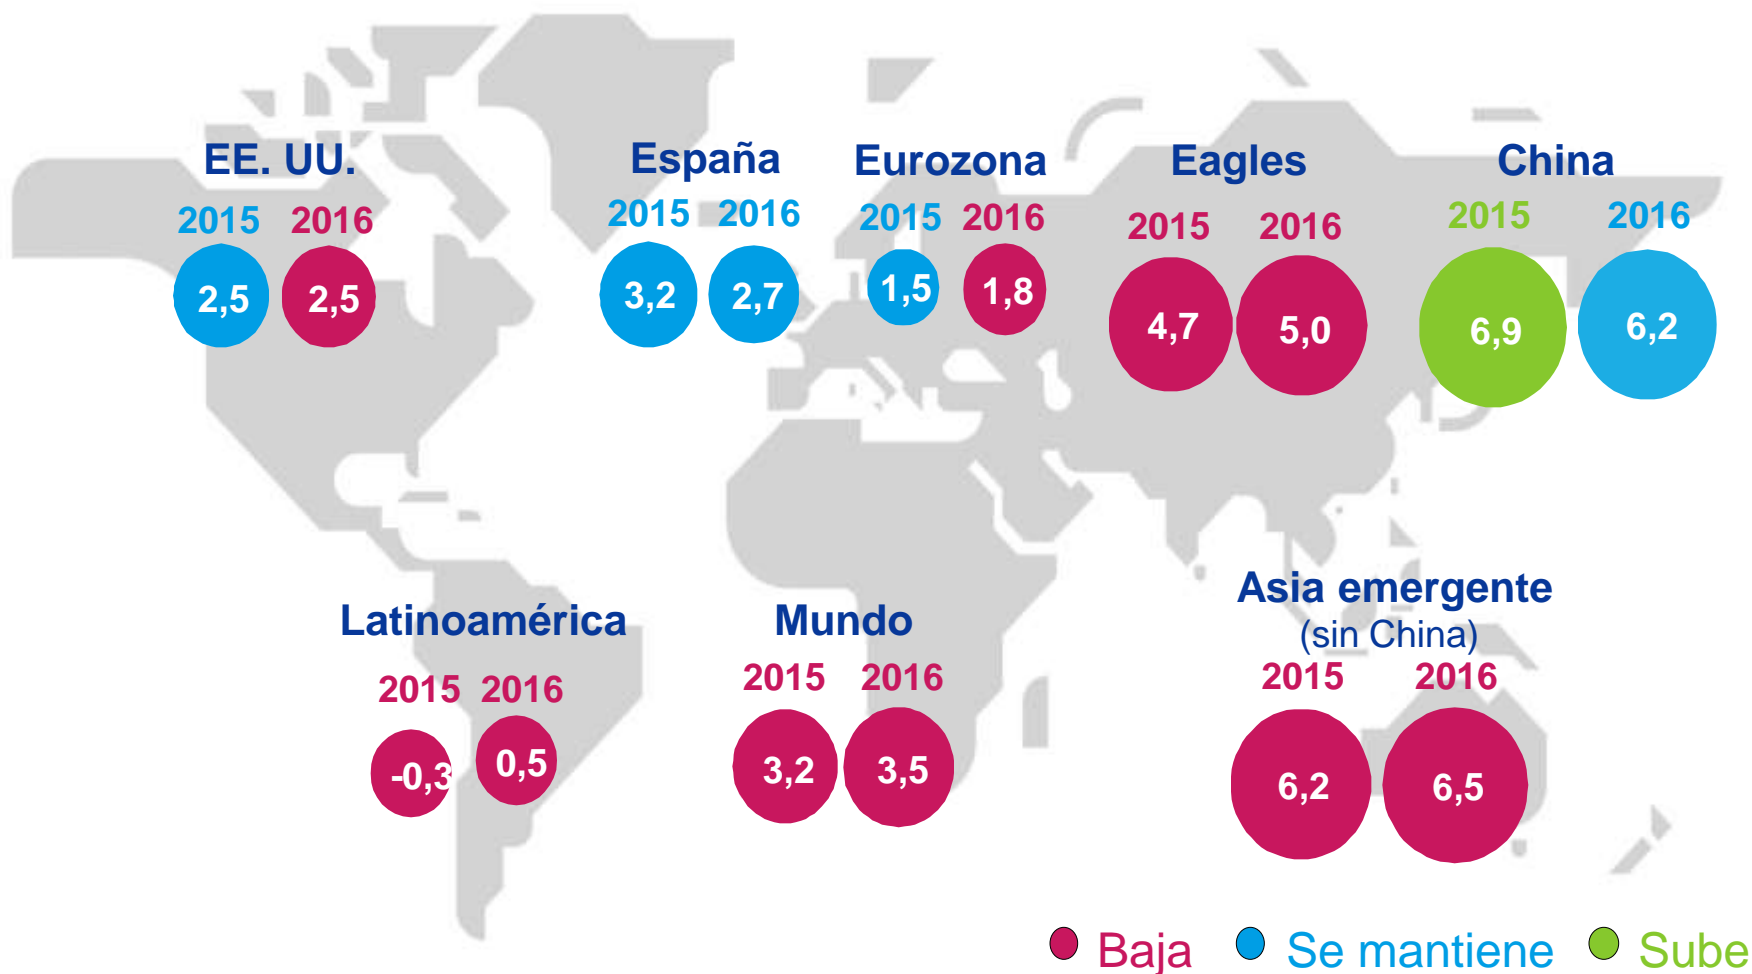 EE. UU.
2015 2016
2,5 2,5
España
2015 2016
3,2 2,7
Eurozona
2015 2016
1,5 1,8
Eagles
2015 2016
4,7 5,0
China
2015 2016
6,9 6,2
Latinoamérica
2015 2016
-0,3 0,5
Mundo
2015 2016
3,2 3,5
Asia emergente
(sin China)
2015 2016
6,2 6,5
Baja Se mantiene Sube